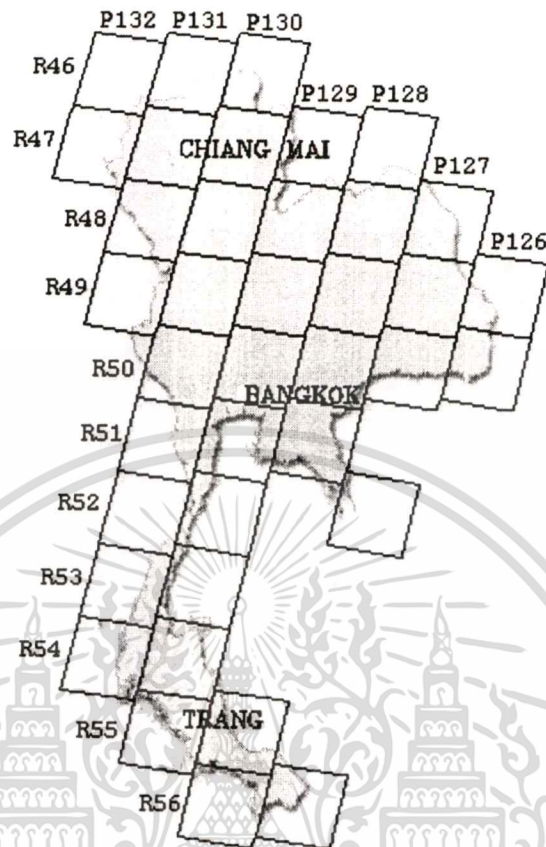 P132 P131 P130
R46
P129 P128
R47
CHIANG MAI
P127
R48
P126
R49
R50
BANGKOK
R51
R52
R53
R54
TRANG
R55
R56